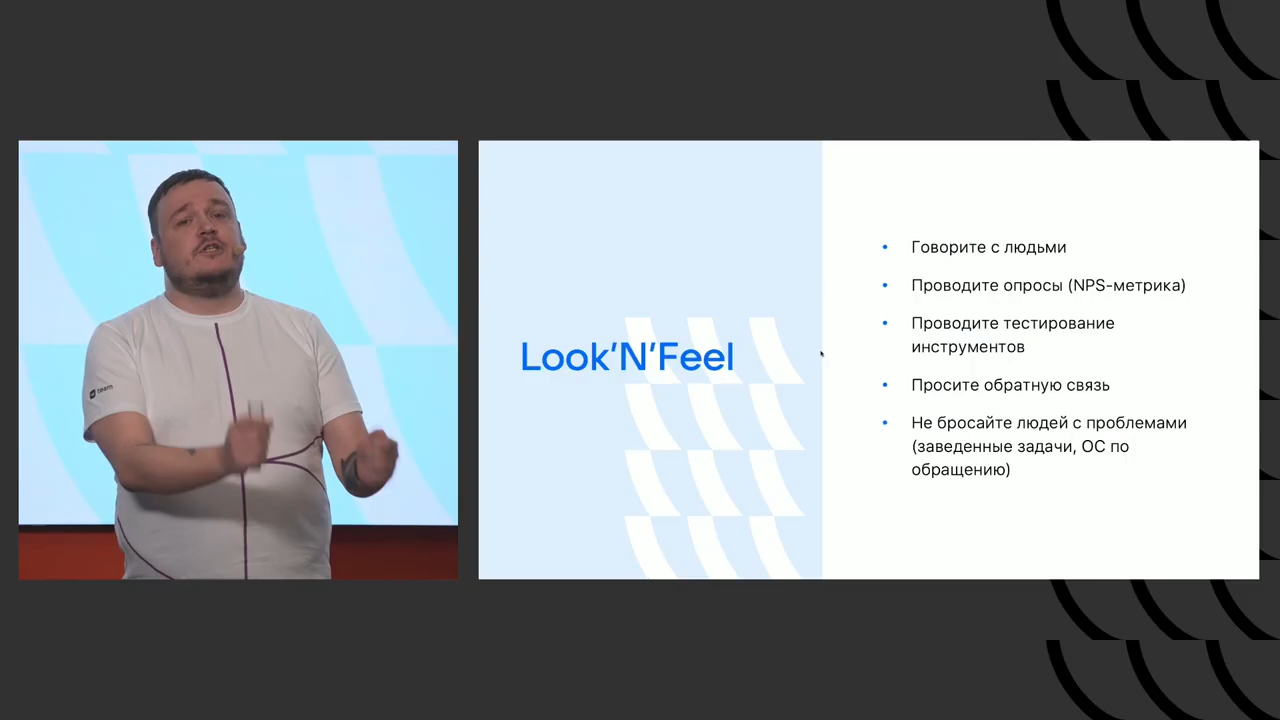 team
Look’N’Feel
• Говорите с людьми
• Проводите опросы (NPS-метрика)
• Проводите тестирование
инструментов
• Просите обратную связь
• Не бросайте людей с проблемами
(заведенные задачи, ОС по
обращению)